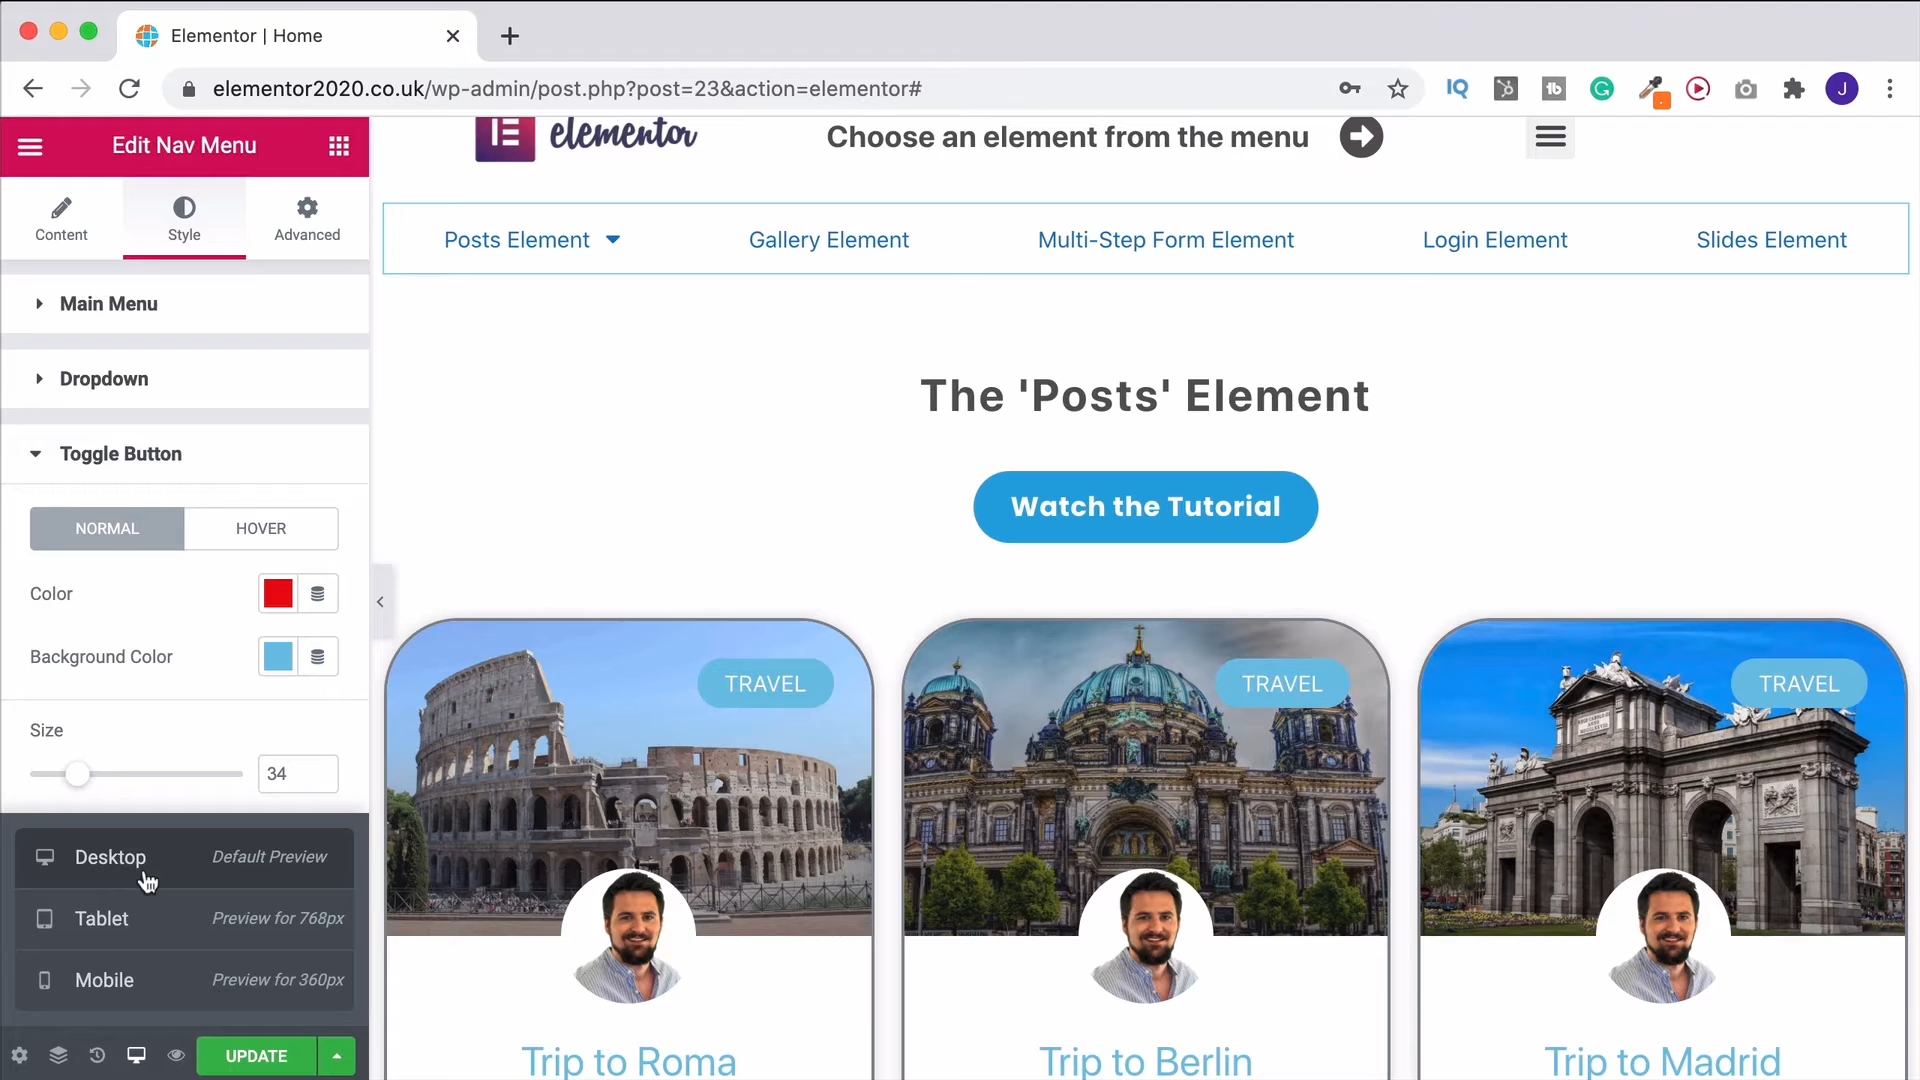 Elementor | Home
elementor2020.co.uk/wp-admin/post.php?post=23&action=elementor#
IQ
tb
J
Edit Nav Menu
Content
Style
Advanced
Main Menu
Dropdown
Toggle Button
NORMAL
HOVER
Color
Background Color
Size
34
Desktop
Default Preview
Tablet
Preview for 768px
Mobile
Preview for 360px
UPDATE
elementor
Choose an element from the menu
Posts Element
Gallery Element
Multi-Step Form Element
Login Element
Slides Element
The 'Posts' Element
Watch the Tutorial
TRAVEL
TRAVEL
TRAVEL
Trip to Roma
Trip to Berlin
Trip to Madrid